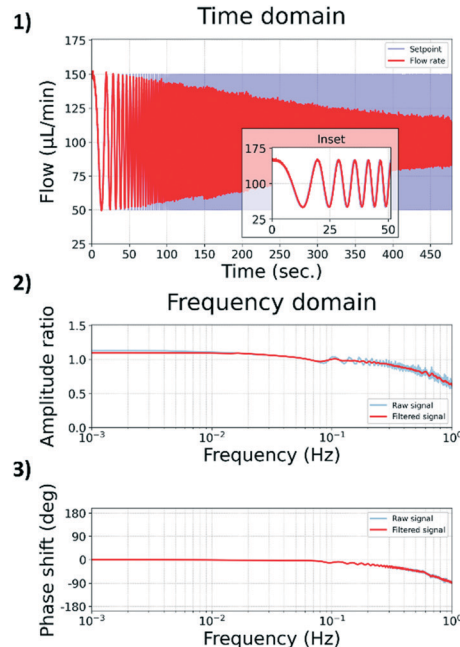 1)
Time domain
175
150
125
100
75
50
25
Flow (µL/min)
Setpoint
Flow rate
Inset
175
100
25
0
25
50
0
50
100
150
200
250
300
350
400
450
Time (sec.)
2)
Frequency domain
1.5
1.0
0.5
0.0
Amplitude ratio
Raw signal
Filtered signal
10⁻³
10⁻²
10⁻¹
10⁰
Frequency (Hz)
3)
180
90
0
-90
-180
Phase shift (deg)
Raw signal
Filtered signal
10⁻³
10⁻²
10⁻¹
10⁰
Frequency (Hz)